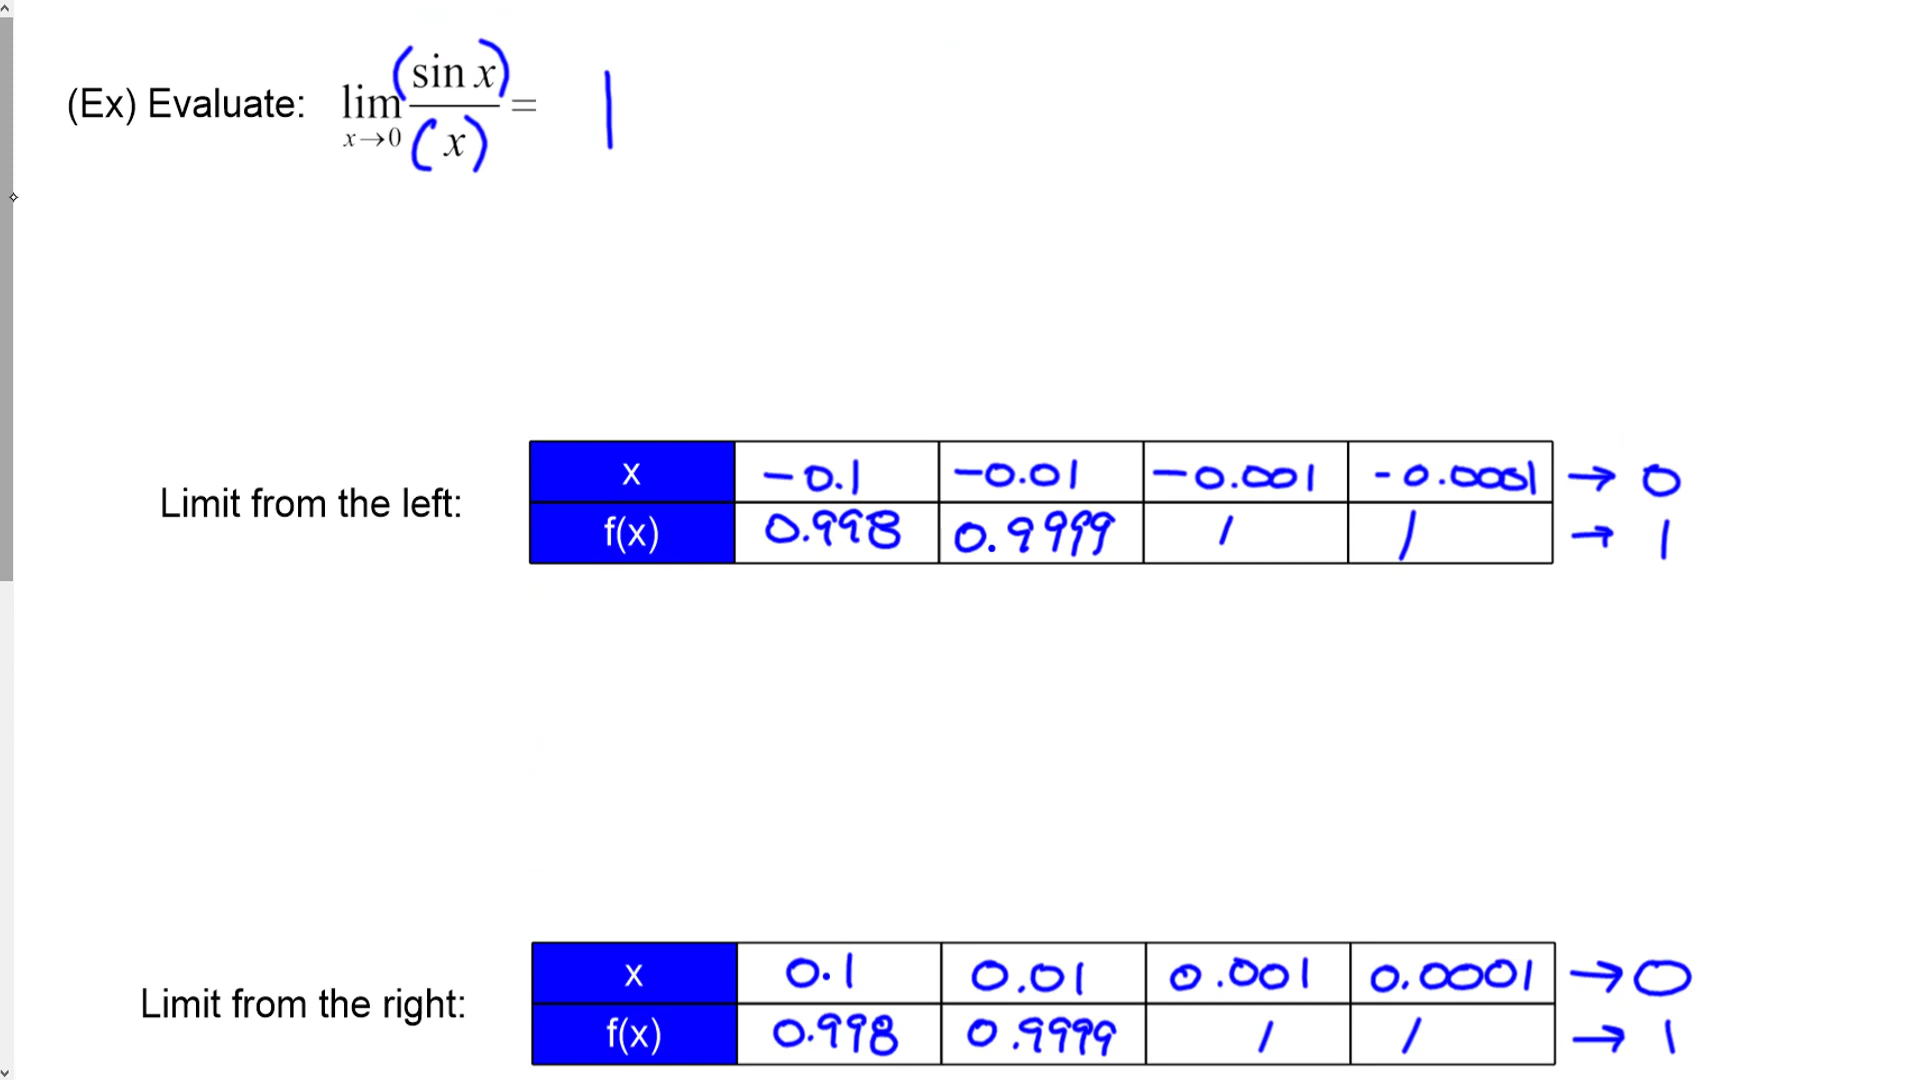 (Ex) Evaluate: lim x→0 (sin x)/(x) = 1
x -0.1 -0.01 -0.001 -0.0001 → 0
Limit from the left:
f(x) 0.998 0.9999 1 1 → 1
x 0.1 0.01 0.001 0.0001 → 0
Limit from the right:
f(x) 0.998 0.9999 1 1 → 1